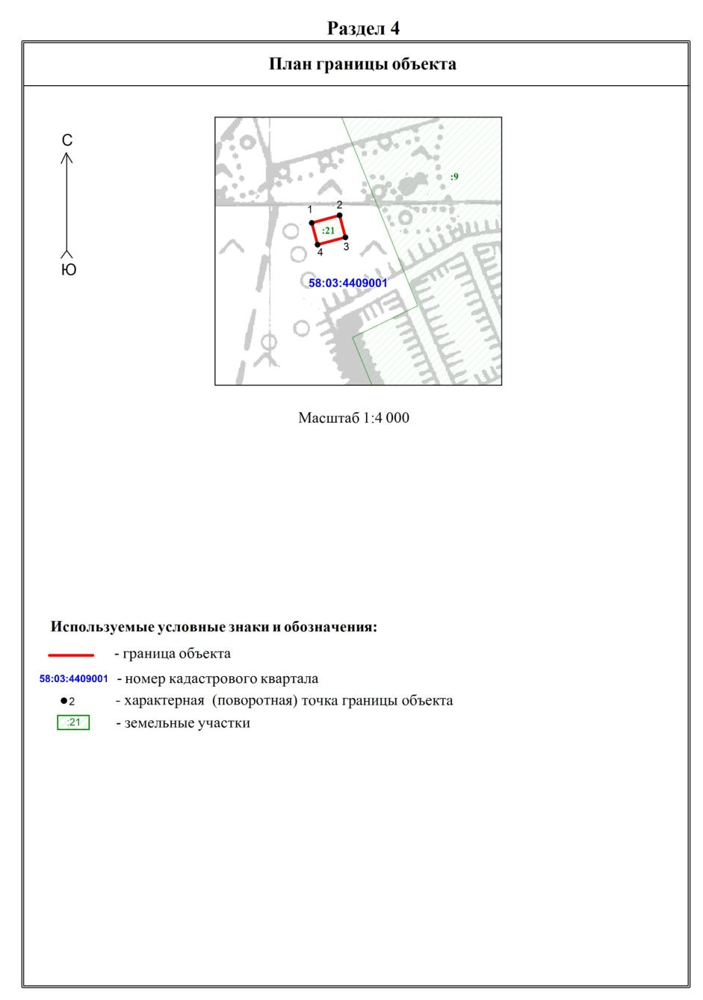 Раздел 4
План границы объекта
С
Ю
:9
1
2
:21
3
4
58:03:4409001
Масштаб 1:4 000
Используемые условные знаки и обозначения:
- граница объекта
58:03:4409001 - номер кадастрового квартала
2 - характерная (поворотная) точка границы объекта
:21 - земельные участки